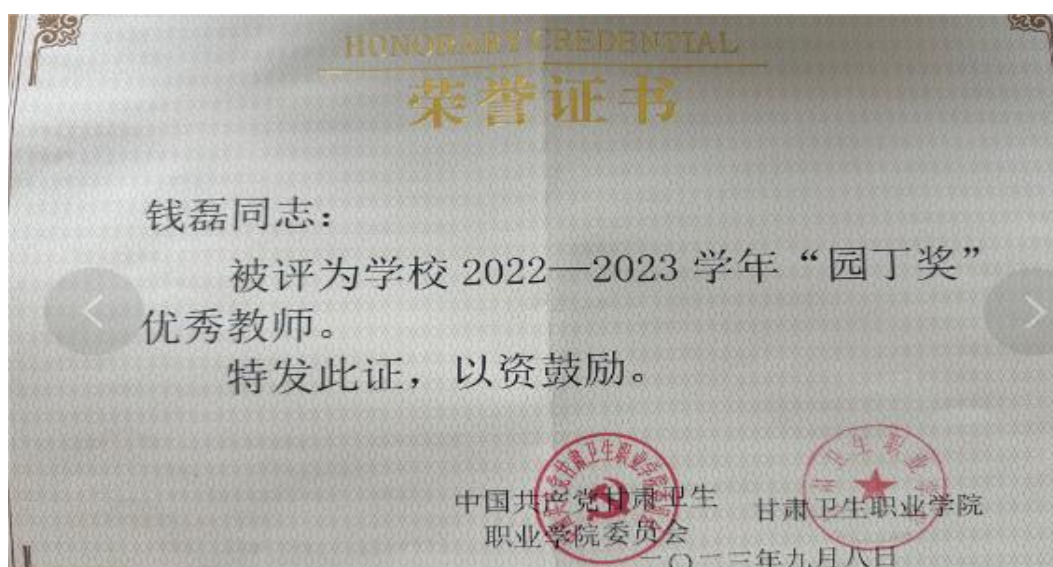 HONORARY CREDENTIAL
荣誉证书
钱磊同志：
被评为学校 2022—2023 学年“园丁奖”
优秀教师。
特发此证，以资鼓励。
中国共产党甘肃卫生 甘肃卫生职业学院
职业学院委员会
二〇二三年九月八日